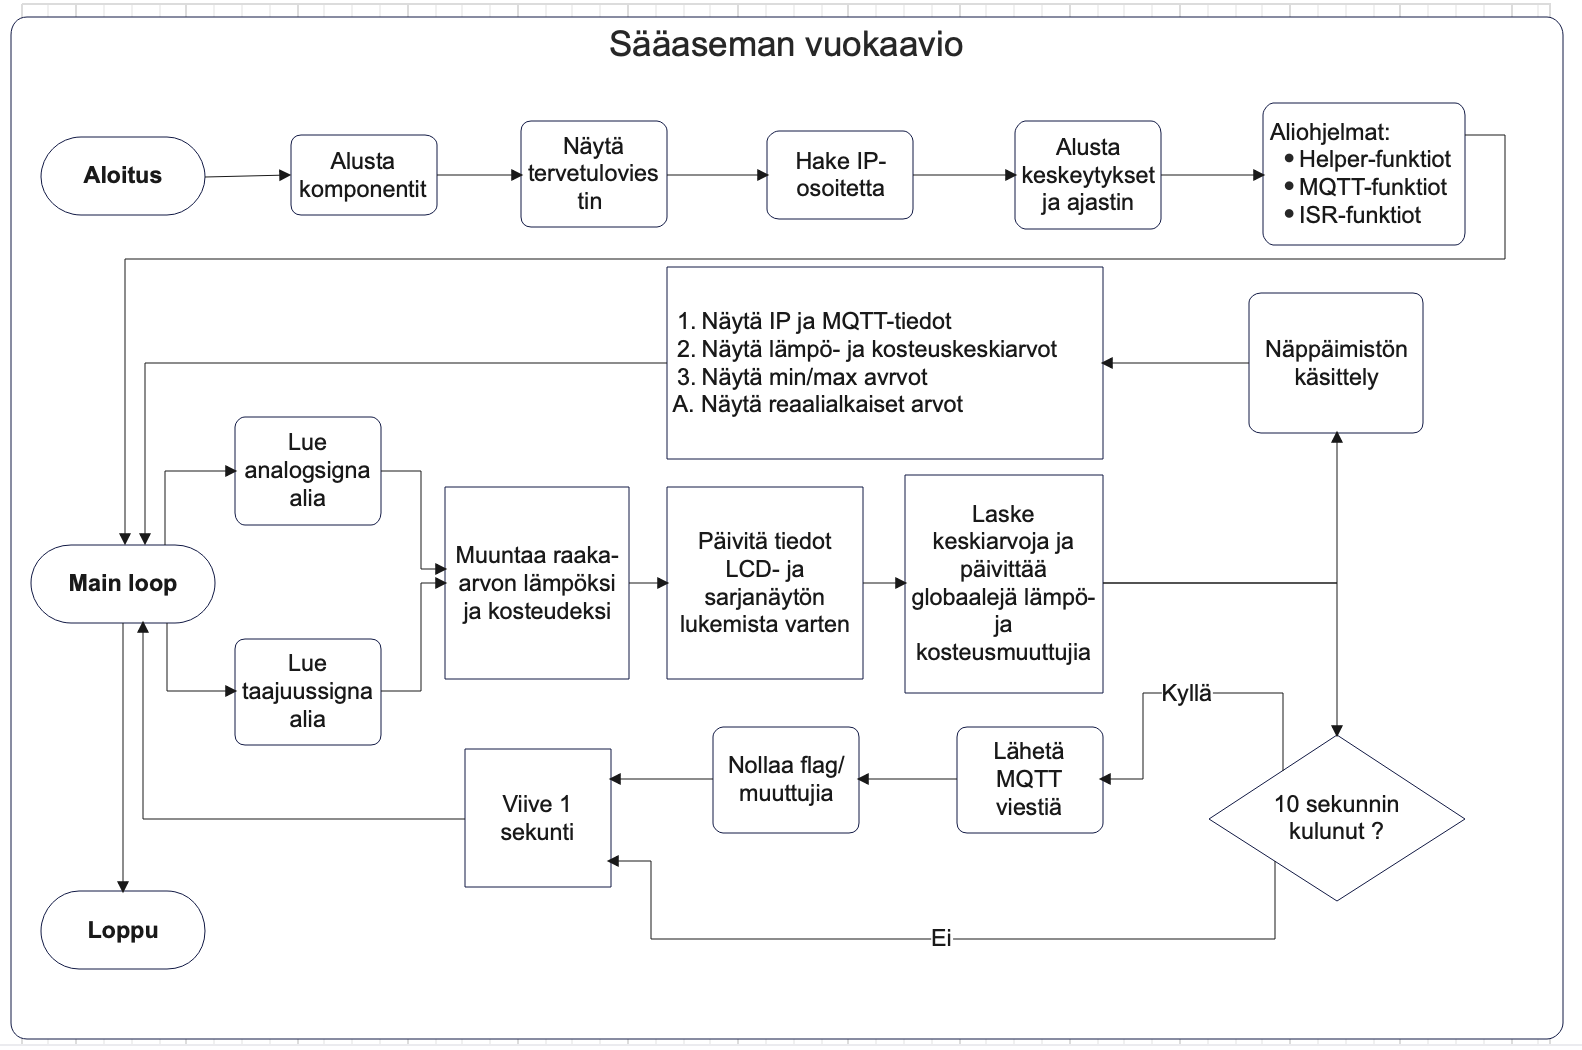 Sääaseman vuokaavio
Aloitus
Alusta
komponentit
Näytä
tervetulovies
tin
Hake IP-
osoitetta
Alusta
keskeytykset
ja ajastin
Aliohjelmat:
• Helper-funktiot
• MQTT-funktiot
• ISR-funktiot
1. Näytä IP ja MQTT-tiedot
2. Näytä lämpö- ja kosteuskeskiarvot
3. Näytä min/max avrvot
A. Näytä reaalialkaiset arvot
Näppäimistön
käsittely
Lue
analogsigna
alia
Main loop
Lue
taajuussigna
alia
Muuntaa raaka-
arvon lämpöksi
ja kosteudeksi
Päivitä tiedot
LCD- ja
sarjanäytön
lukemista varten
Laske
keskiarvoja ja
päivittää
globaalejä lämpö-
ja
kosteusmuuttujia
Kyllä
10 sekunnin
kulunut ?
Lähetä
MQTT
viestiä
Nollaa flag/
muuttujia
Viive 1
sekunti
Ei
Loppu